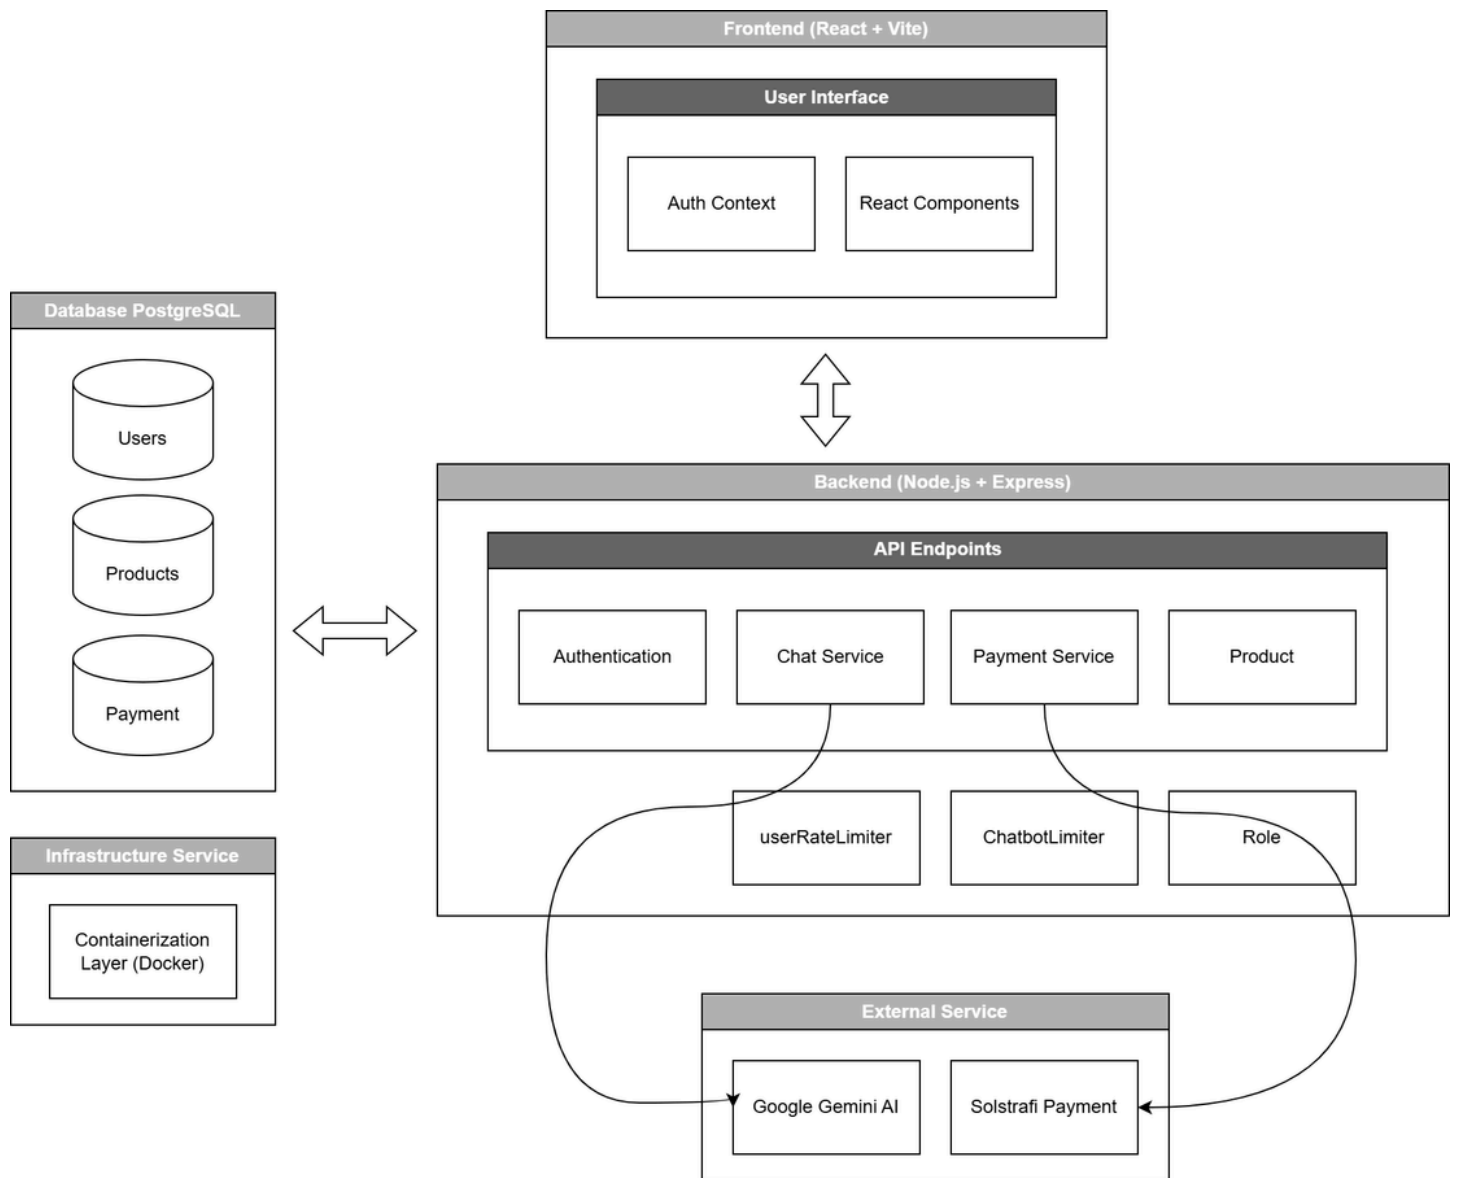 Frontend (React + Vite)
User Interface
Auth Context
React Components
Database PostgreSQL
Users
Products
Payment
Backend (Node.js + Express)
API Endpoints
Authentication
Chat Service
Payment Service
Product
userRateLimiter
ChatbotLimiter
Role
Infrastructure Service
Containerization
Layer (Docker)
External Service
Google Gemini AI
Solstrafi Payment